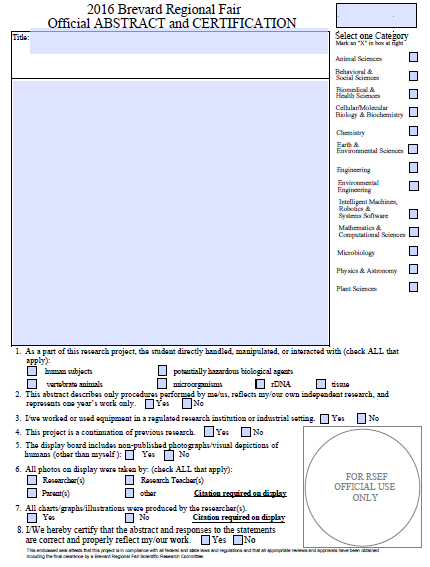 2016 Brevard Regional Fair
Official ABSTRACT and CERTIFICATION
Title:
Select one Category
Mark an "X" in box at right
Animal Sciences
Behavioral &
Social Sciences
Biomedical &
Health Sciences
Cellular/Molecular
Biology & Biochemistry
Chemistry
Earth &
Environmental Sciences
Engineering
Environmental
Engineering
Intelligent Machines,
Robotics &
Systems Software
Mathematics &
Computational Sciences
Microbiology
Physics & Astronomy
Plant Sciences
1. As a part of this research project, the student directly handled, manipulated, or interacted with (check ALL that
apply):
human subjects potentially hazardous biological agents
vertebrate animals microorganisms rDNA tissue
2. This abstract describes only procedures performed by me/us, reflects my/our own independent research, and
represents one year's work only. Yes No
3. I/we worked or used equipment in a regulated research institution or industrial setting. Yes No
4. This project is a continuation of previous research. Yes No
5. The display board includes non-published photographs/visual depictions of
humans (other than myself ): Yes No
6. All photos on display were taken by: (check ALL that apply):
Researcher(s) Research Teacher(s)
Parent(s) other Citation required on display
7. All charts/graphs/illustrations were produced by the researcher(s).
Yes No Citation required on display
8. I/We hereby certify that the abstract and responses to the statements
are correct and properly reflect my/our work. Yes No
FOR RSEF
OFFICIAL USE
ONLY
This embossed seal attests that this project is in compliance with all federal and state laws and regulations and that all appropriate reviews and approvals have been obtained
including the final clearance by a Brevard Regional Fair Scientific Research Committee.